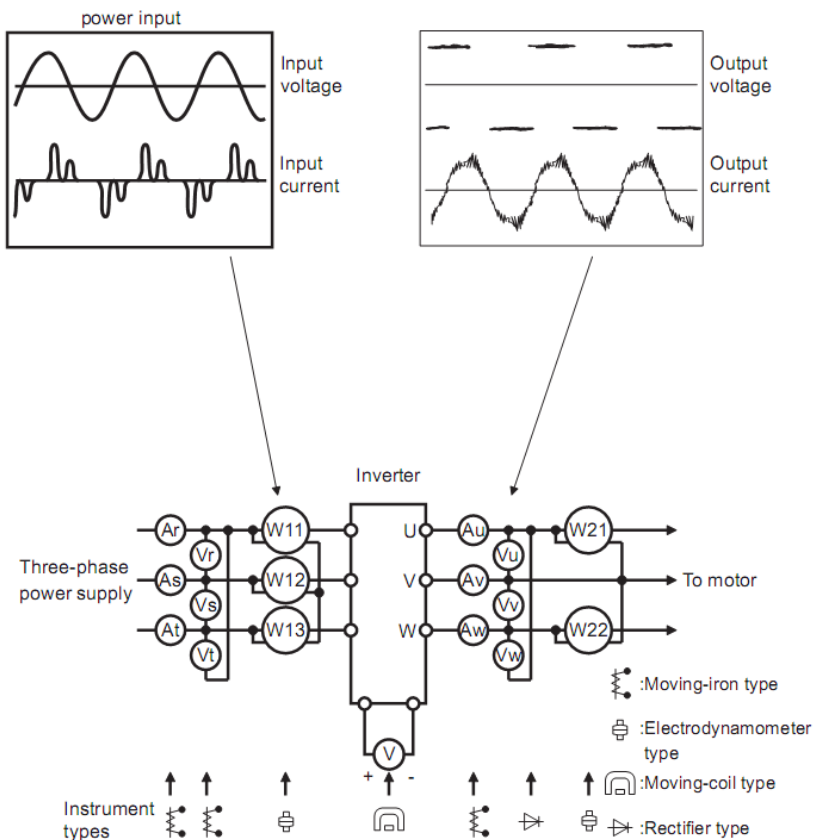 power input
Input
voltage
Input
current
Output
voltage
Output
current
Inverter
Three-phase
power supply
Ar
As
At
Vr
Vs
Vt
W11
W12
W13
U
V
W
Au
Av
Aw
Vu
Vv
Vw
W21
W22
To motor
V
+ -
:Moving-iron type
:Electrodynamometer
type
:Moving-coil type
:Rectifier type
Instrument
types